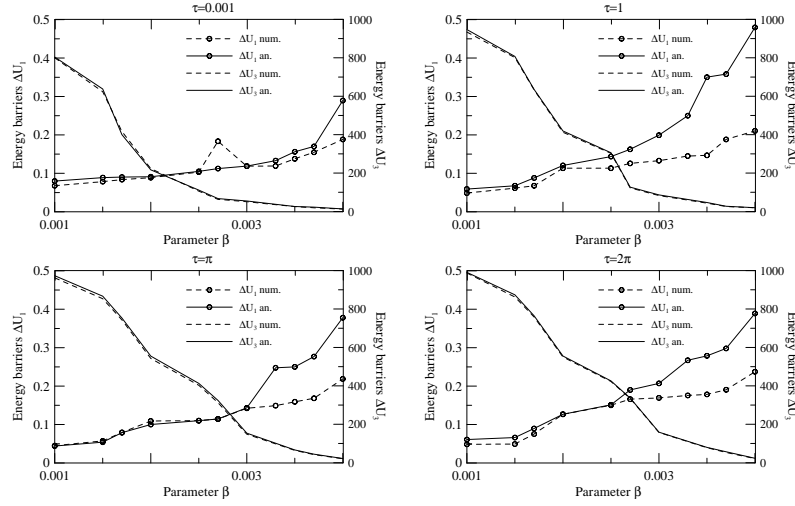 τ=0.001
0.5
0.4
0.3
0.2
0.1
0
Energy barriers ΔU₁
1000
800
600
400
200
0
Energy barriers ΔU₃
ΔU₁ num.
ΔU₁ an.
ΔU₃ num.
ΔU₃ an.
0.001
0.003
Parameter β
τ=1
0.5
0.4
0.3
0.2
0.1
0
Energy barriers ΔU₁
1000
800
600
400
200
0
Energy barriers ΔU₃
ΔU₁ num.
ΔU₁ an.
ΔU₃ num.
ΔU₃ an.
0.001
0.003
Parameter β
τ=π
0.5
0.4
0.3
0.2
0.1
0
Energy barriers ΔU₁
1000
800
600
400
200
0
Energy barriers ΔU₃
ΔU₁ num.
ΔU₁ an.
ΔU₃ num.
ΔU₃ an.
0.001
0.003
Parameter β
τ=2π
0.5
0.4
0.3
0.2
0.1
0
Energy barriers ΔU₁
1000
800
600
400
200
0
Energy barriers ΔU₃
ΔU₁ num.
ΔU₁ an.
ΔU₃ num.
ΔU₃ an.
0.001
0.003
Parameter β